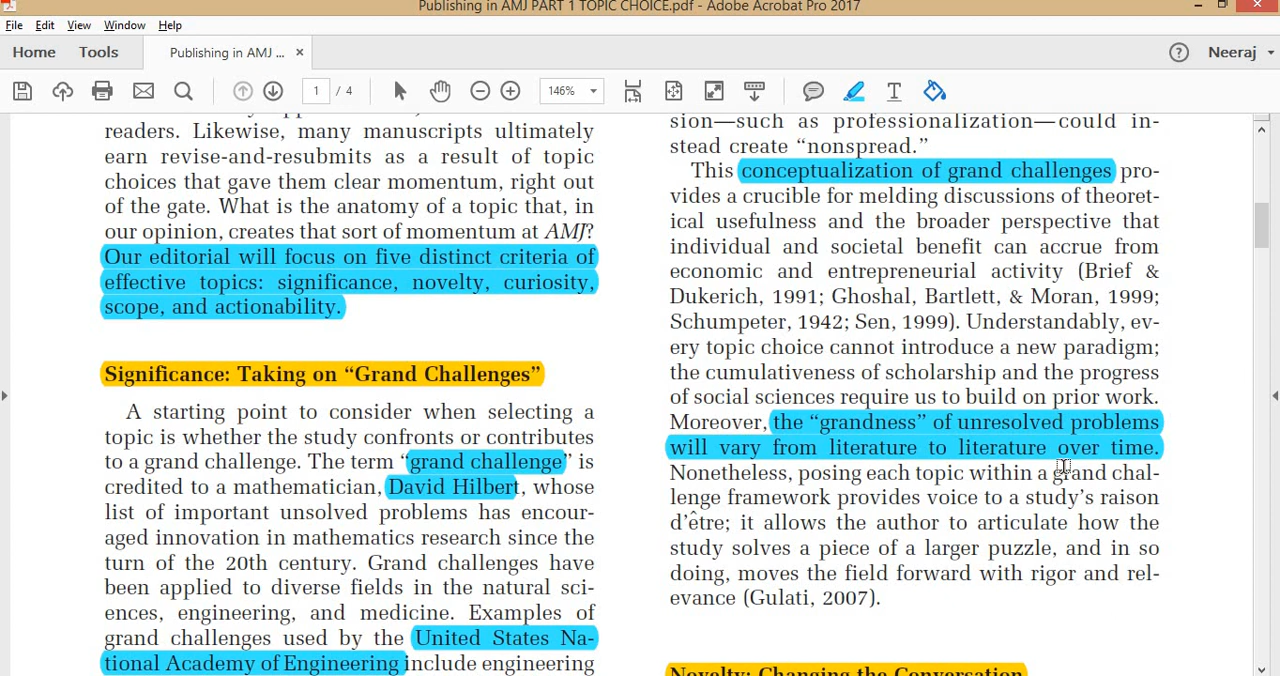 Publishing in AMJ PART 1 TOPIC CHOICE.pdf - Adobe Acrobat Pro 2017
File Edit View Window Help
Home Tools Publishing in AMJ ... × ? Neeraj
1 / 4 146%
readers. Likewise, many manuscripts ultimately
earn revise-and-resubmits as a result of topic
choices that gave them clear momentum, right out
of the gate. What is the anatomy of a topic that, in
our opinion, creates that sort of momentum at AMJ?
Our editorial will focus on five distinct criteria of
effective topics: significance, novelty, curiosity,
scope, and actionability.
Significance: Taking on “Grand Challenges”
A starting point to consider when selecting a
topic is whether the study confronts or contributes
to a grand challenge. The term “grand challenge” is
credited to a mathematician, David Hilbert, whose
list of important unsolved problems has encour-
aged innovation in mathematics research since the
turn of the 20th century. Grand challenges have
been applied to diverse fields in the natural sci-
ences, engineering, and medicine. Examples of
grand challenges used by the United States Na-
tional Academy of Engineering include engineering
sion—such as professionalization—could in-
stead create “nonspread.”
This conceptualization of grand challenges pro-
vides a crucible for melding discussions of theoret-
ical usefulness and the broader perspective that
individual and societal benefit can accrue from
economic and entrepreneurial activity (Brief &
Dukerich, 1991; Ghoshal, Bartlett, & Moran, 1999;
Schumpeter, 1942; Sen, 1999). Understandably, ev-
ery topic choice cannot introduce a new paradigm;
the cumulativeness of scholarship and the progress
of social sciences require us to build on prior work.
Moreover, the “grandness” of unresolved problems
will vary from literature to literature over time.
Nonetheless, posing each topic within a grand chal-
lenge framework provides voice to a study’s raison
d’être; it allows the author to articulate how the
study solves a piece of a larger puzzle, and in so
doing, moves the field forward with rigor and rel-
evance (Gulati, 2007).
Novelty: Changing the Conversation